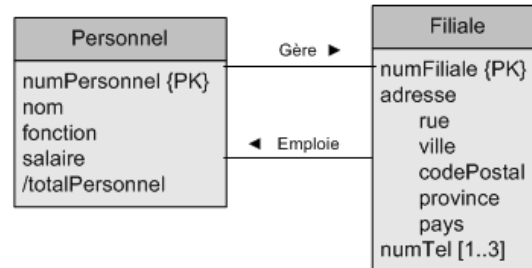 Personnel
numPersonnel {PK}
nom
fonction
salaire
/totalPersonnel
Gère ►
◄ Emploie
Filiale
numFiliale {PK}
adresse
rue
ville
codePostal
province
pays
numTel [1..3]